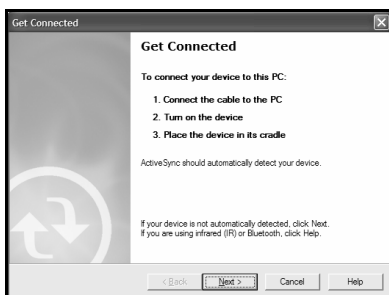 Get Connected
Get Connected
To connect your device to this PC:
1. Connect the cable to the PC
2. Turn on the device
3. Place the device in its cradle
ActiveSync should automatically detect your device.
If your device is not automatically detected, click Next.
If you are using infrared (IR) or Bluetooth, click Help.
< Back Next > Cancel Help